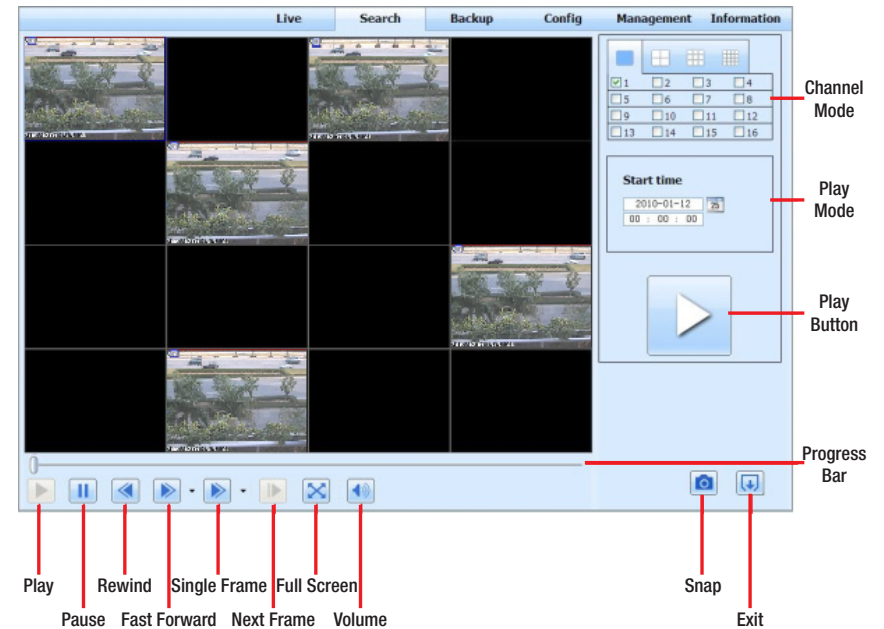 Live Search Backup Config Management Information
1 2 3 4
5 6 7 8
9 10 11 12
13 14 15 16
Channel
Mode
Start time
2010-01-12 25
00 : 00 : 00
Play
Mode
Play
Button
Progress
Bar
Play Rewind Single Frame Full Screen Snap
Pause Fast Forward Next Frame Volume Exit